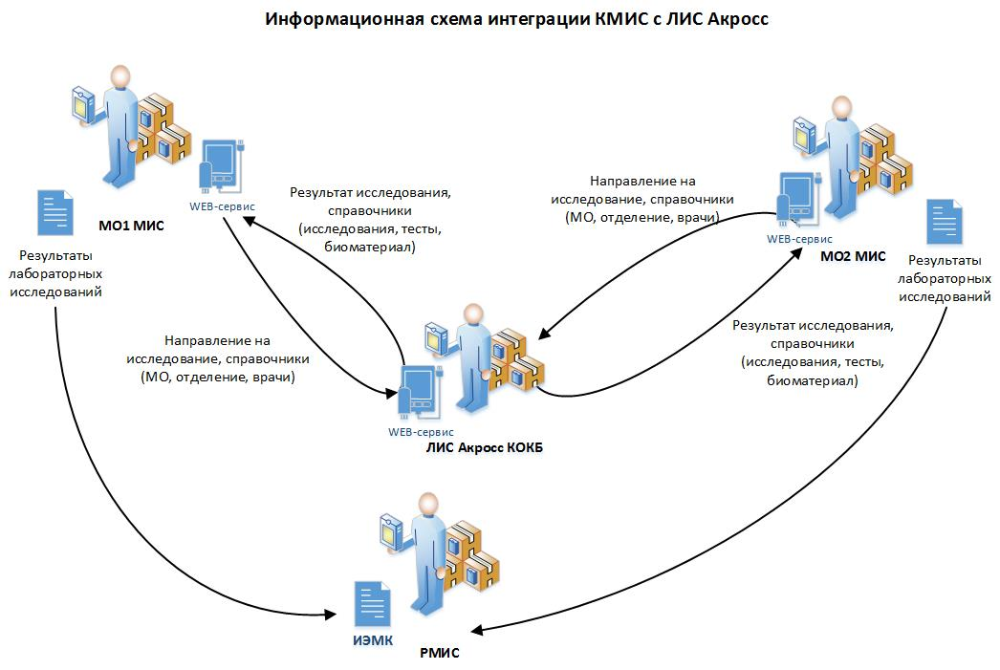 Информационная схема интеграции КМИС с ЛИС Акросс
WEB-сервис
МО1 МИС
Результаты
лабораторных
исследований
Результат исследования,
справочники
(исследования, тесты,
биоматериал)
Направление на
исследование, справочники
(МО, отделение, врачи)
WEB-сервис
МО2 МИС
Результаты
лабораторных
исследований
Направление на
исследование, справочники
(МО, отделение, врачи)
Результат исследования,
справочники
(исследования, тесты,
биоматериал)
WEB-сервис
ЛИС Акросс КОКБ
ИЭМК
РМИС